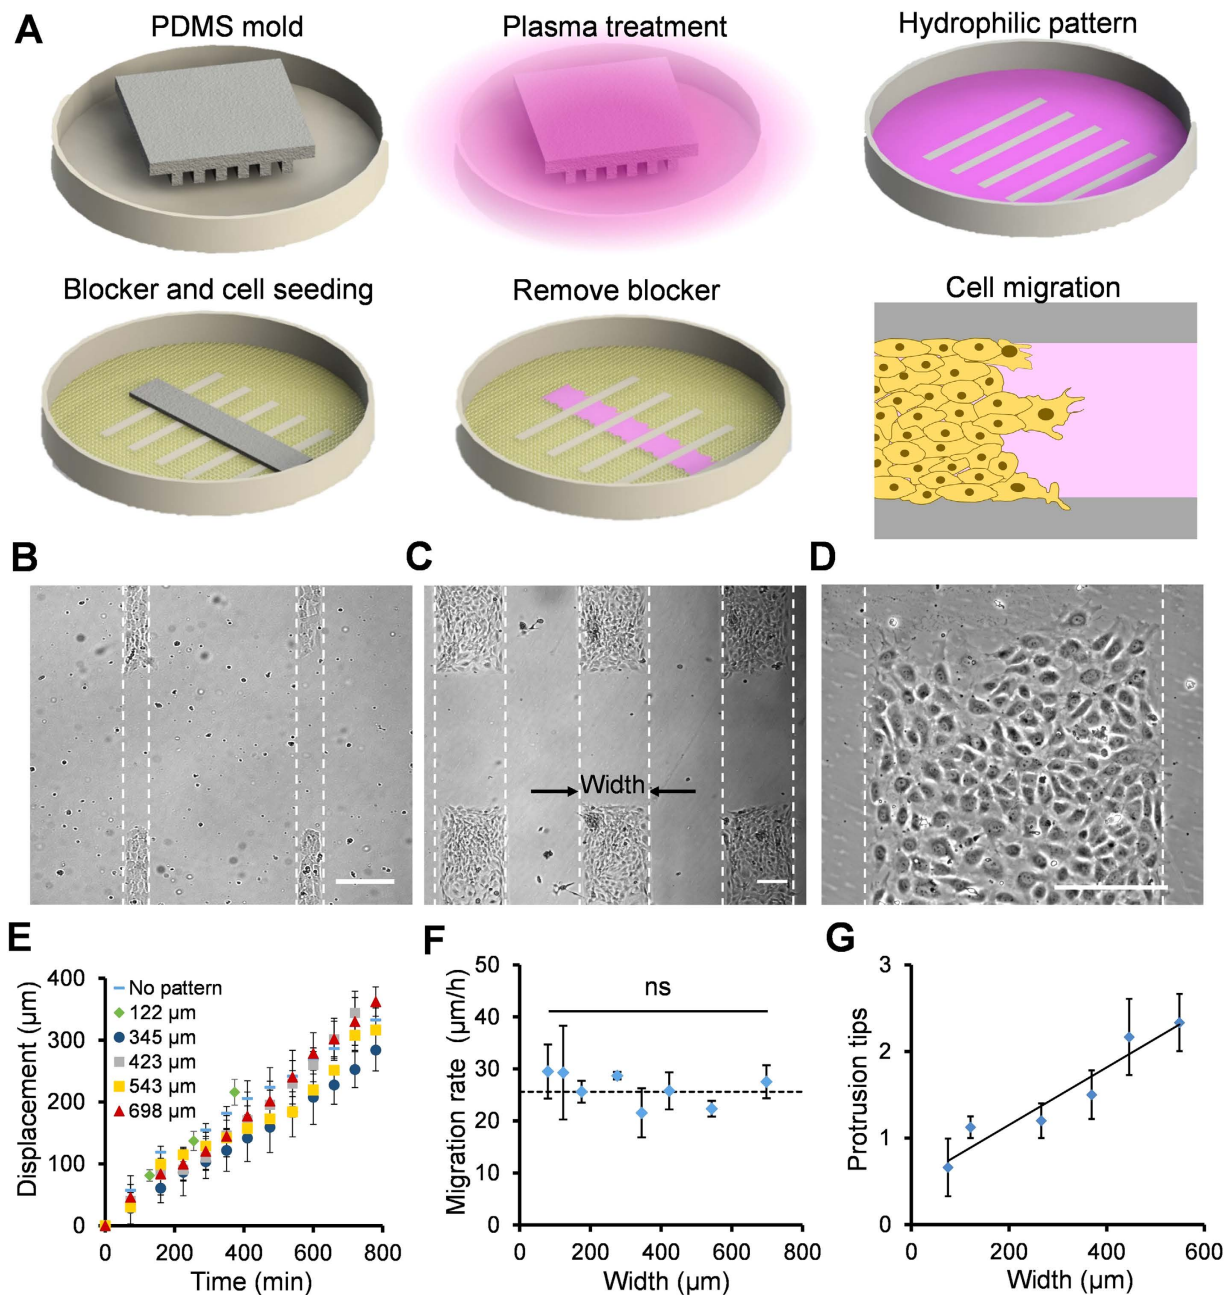 A
PDMS mold
Plasma treatment
Hydrophilic pattern
Blocker and cell seeding
Remove blocker
Cell migration
B
C
D
Width
E
Displacement (µm)
400
300
200
100
0
No pattern
122 µm
345 µm
423 µm
543 µm
698 µm
0 200 400 600 800
Time (min)
F
Migration rate (µm/h)
50
40
30
20
10
0
ns
0 200 400 600 800
Width (µm)
G
Protrusion tips
3
2
1
0
0 200 400 600
Width (µm)